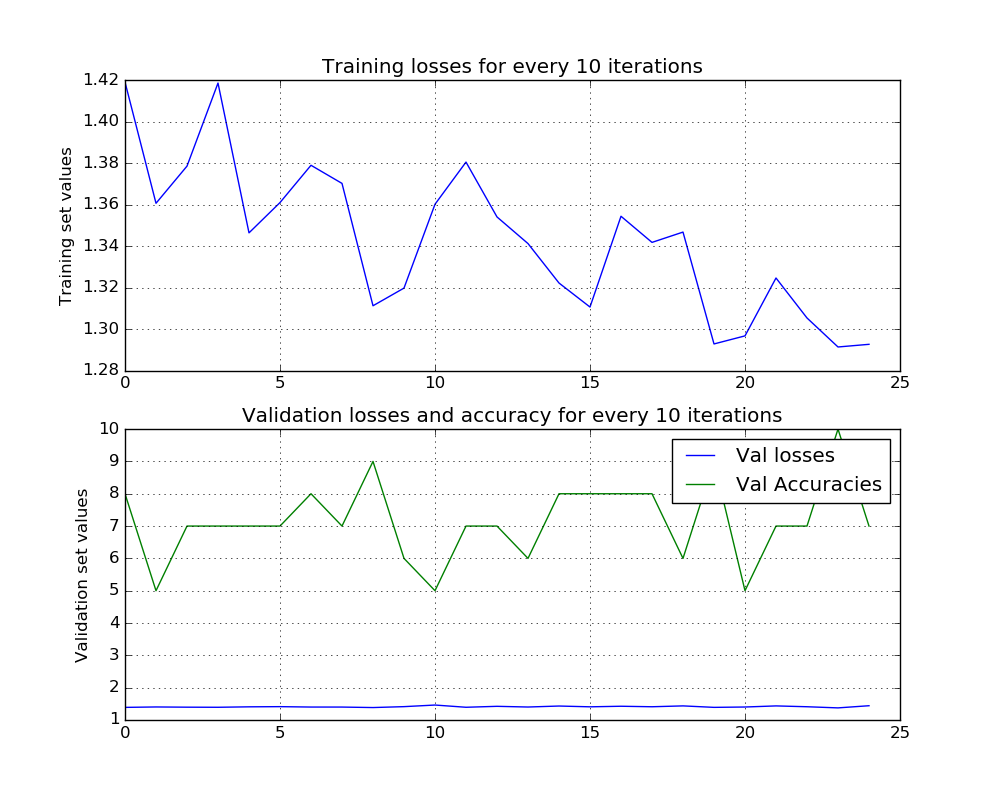 Training losses for every 10 iterations
Training set values
1.42
1.40
1.38
1.36
1.34
1.32
1.30
1.28
0 5 10 15 20 25
Validation losses and accuracy for every 10 iterations
Validation set values
10
9
8
7
6
5
4
3
2
1
Val losses
Val Accuracies
0 5 10 15 20 25